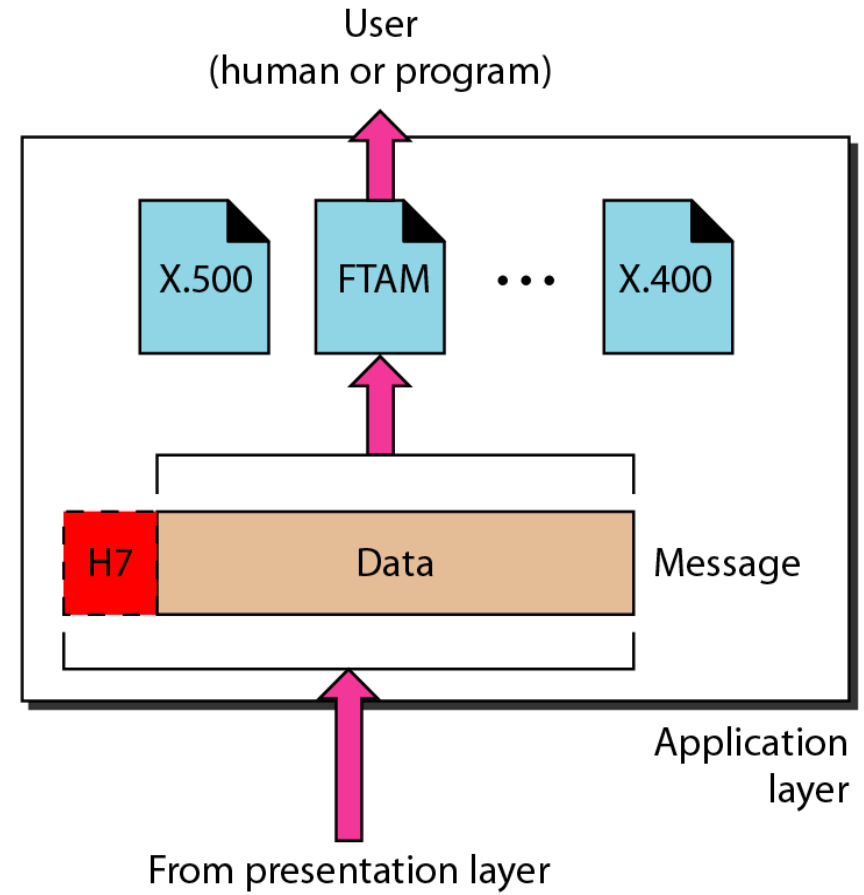 User
(human or program)
X.500 FTAM ... X.400
H7 Data Message
Application
layer
From presentation layer